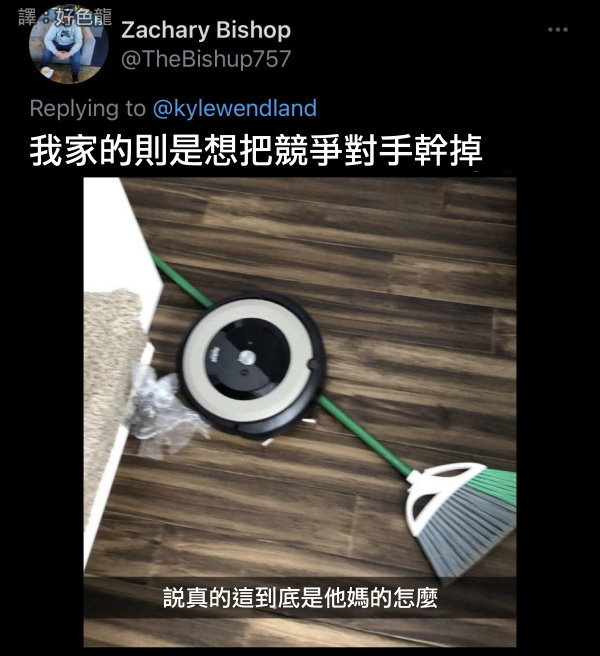 譯：好色龍
Zachary Bishop
@TheBishup757
Replying to @kylewendland
我家的則是想把競爭對手幹掉
説真的這到底是他媽的怎麼